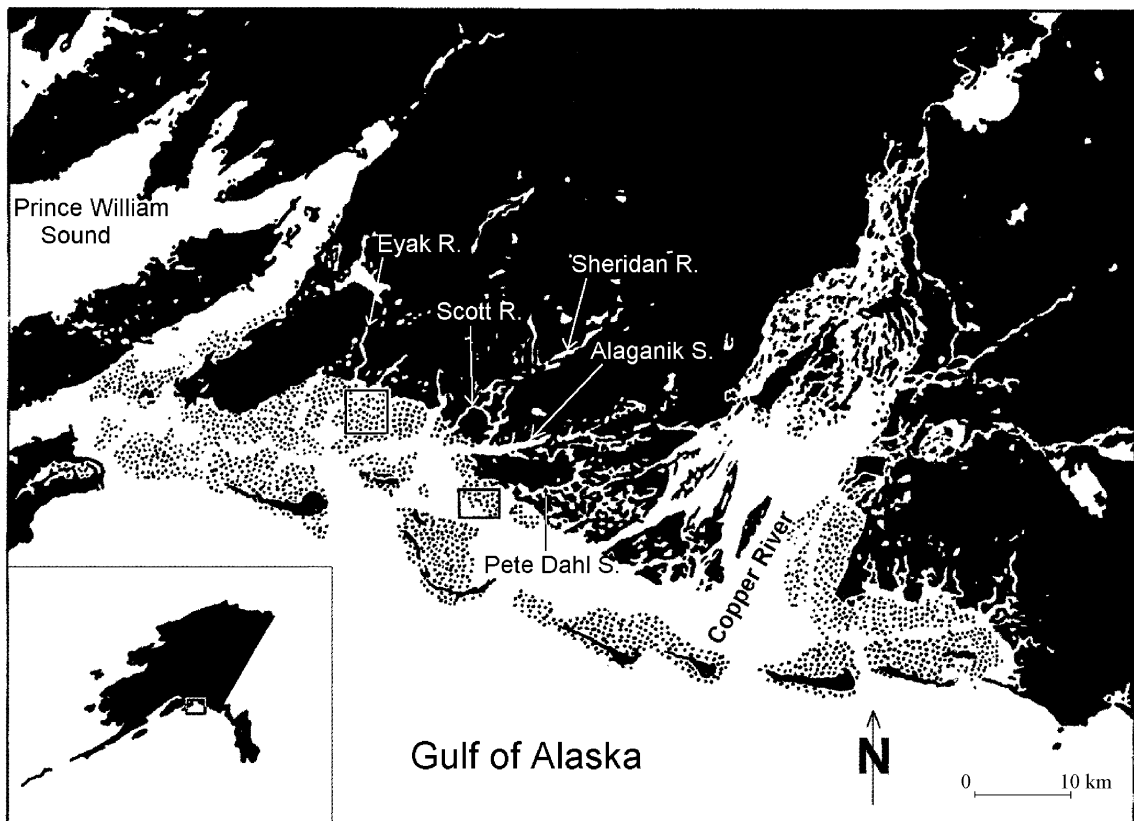 Prince William
Sound
Eyak R.
Sheridan R.
Scott R.
Alaganik S.
Pete Dahl S.
Copper River
Gulf of Alaska
N
0 10 km